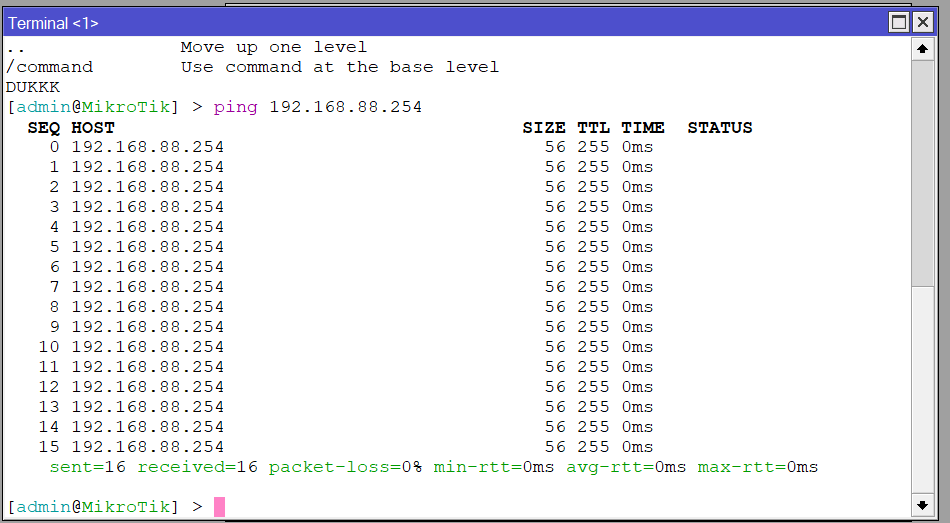 Terminal <1>
.. Move up one level
/command Use command at the base level
DUKKK
[admin@MikroTik] > ping 192.168.88.254
SEQ HOST SIZE TTL TIME STATUS
0 192.168.88.254 56 255 0ms
1 192.168.88.254 56 255 0ms
2 192.168.88.254 56 255 0ms
3 192.168.88.254 56 255 0ms
4 192.168.88.254 56 255 0ms
5 192.168.88.254 56 255 0ms
6 192.168.88.254 56 255 0ms
7 192.168.88.254 56 255 0ms
8 192.168.88.254 56 255 0ms
9 192.168.88.254 56 255 0ms
10 192.168.88.254 56 255 0ms
11 192.168.88.254 56 255 0ms
12 192.168.88.254 56 255 0ms
13 192.168.88.254 56 255 0ms
14 192.168.88.254 56 255 0ms
15 192.168.88.254 56 255 0ms
sent=16 received=16 packet-loss=0% min-rtt=0ms avg-rtt=0ms max-rtt=0ms
[admin@MikroTik] >